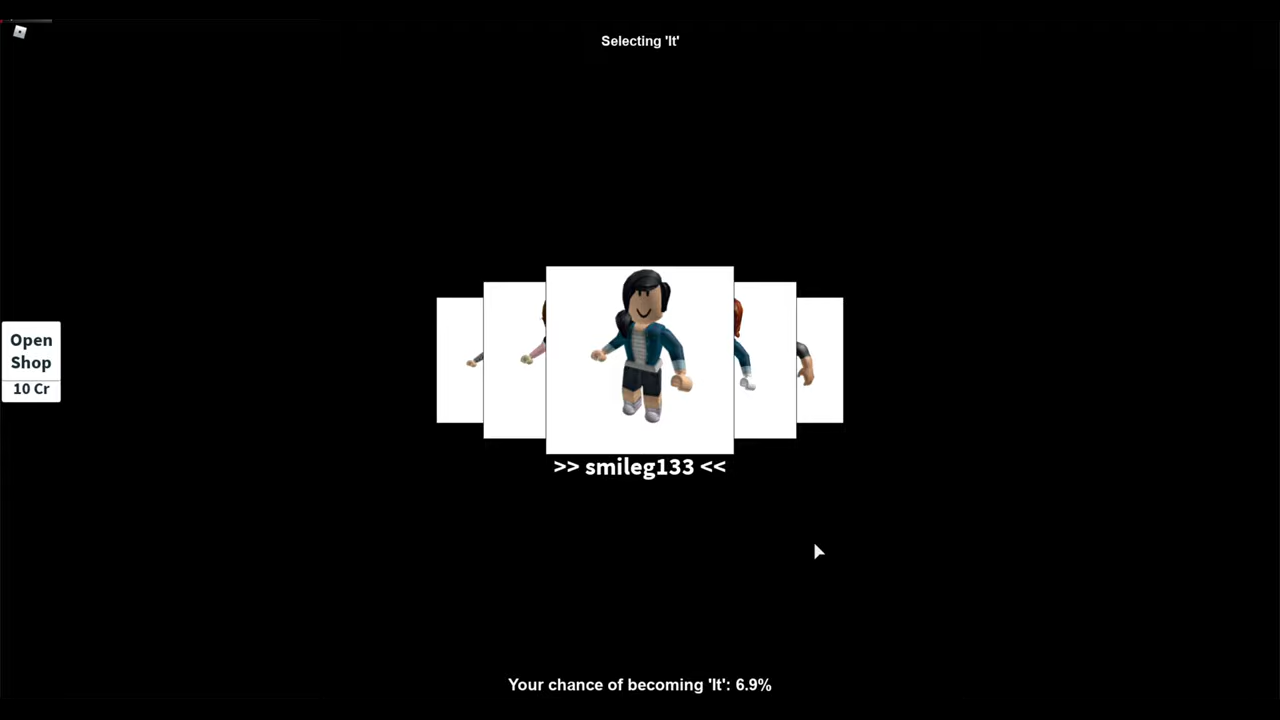 Selecting 'It'
Open
Shop
10 Cr
>> smileg133 <<
Your chance of becoming 'It': 6.9%